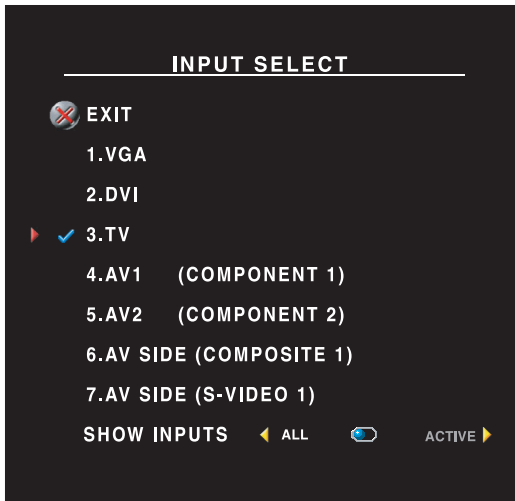 INPUT SELECT
EXIT
1.VGA
2.DVI
3.TV
4.AV1 (COMPONENT 1)
5.AV2 (COMPONENT 2)
6.AV SIDE (COMPOSITE 1)
7.AV SIDE (S-VIDEO 1)
SHOW INPUTS ALL ACTIVE